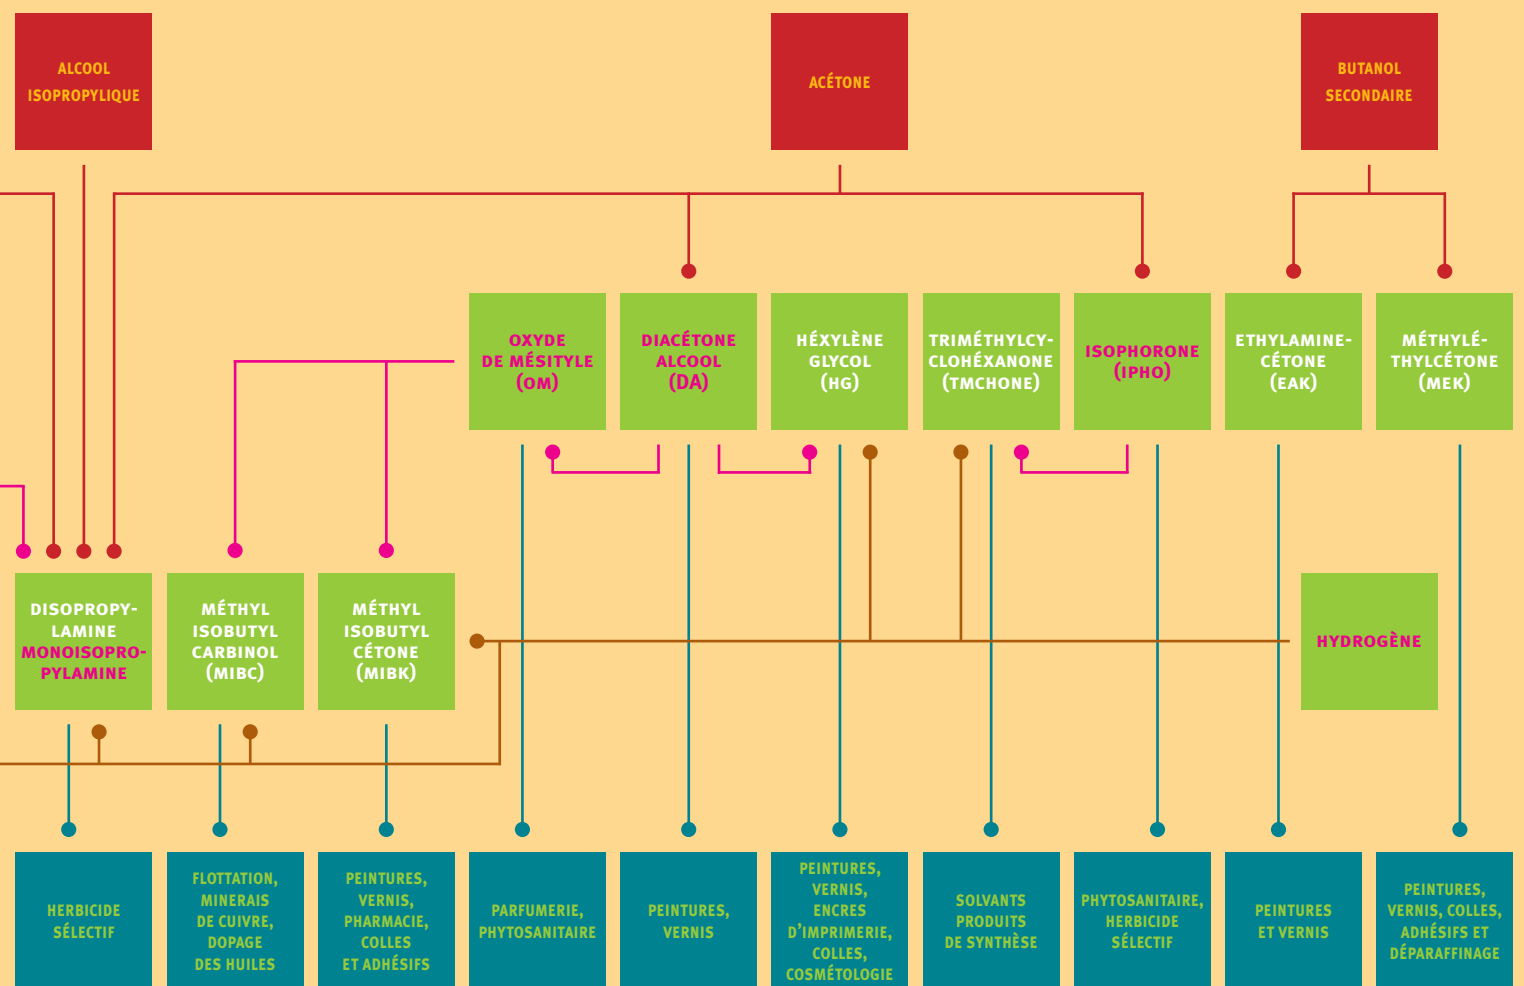 ALCOOL
ISOPROPYLIQUE
ACÉTONE
BUTANOL
SECONDAIRE
OXYDE
DE MÉSITYLE
(OM)
DIACÉTONE
ALCOOL
(DA)
HÉXYLÈNE
GLYCOL
(HG)
TRIMÉTHYLCY-
CLOHÉXANONE
(TMCHONE)
ISOPHORONE
(IPHO)
ETHYLAMINE-
CÉTONE
(EAK)
MÉTHYLÉ-
THYLCÉTONE
(MEK)
DISOPROPY-
LAMINE
MONOISOPRO-
PYLAMINE
MÉTHYL
ISOBUTYL
CARBINOL
(MIBC)
MÉTHYL
ISOBUTYL
CÉTONE
(MIBK)
HYDROGÈNE
HERBICIDE
SÉLECTIF
FLOTTATION,
MINERAIS
DE CUIVRE,
DOPAGE
DES HUILES
PEINTURES,
VERNIS,
PHARMACIE,
COLLES
ET ADHÉSIFS
PARFUMERIE,
PHYTOSANITAIRE
PEINTURES,
VERNIS
PEINTURES,
VERNIS,
ENCRES
D'IMPRIMERIE,
COLLES,
COSMÉTOLOGIE
SOLVANTS
PRODUITS
DE SYNTHÈSE
PHYTOSANITAIRE,
HERBICIDE
SÉLECTIF
PEINTURES
ET VERNIS
PEINTURES,
VERNIS, COLLES,
ADHÉSIFS ET
DÉPARAFFINAGE